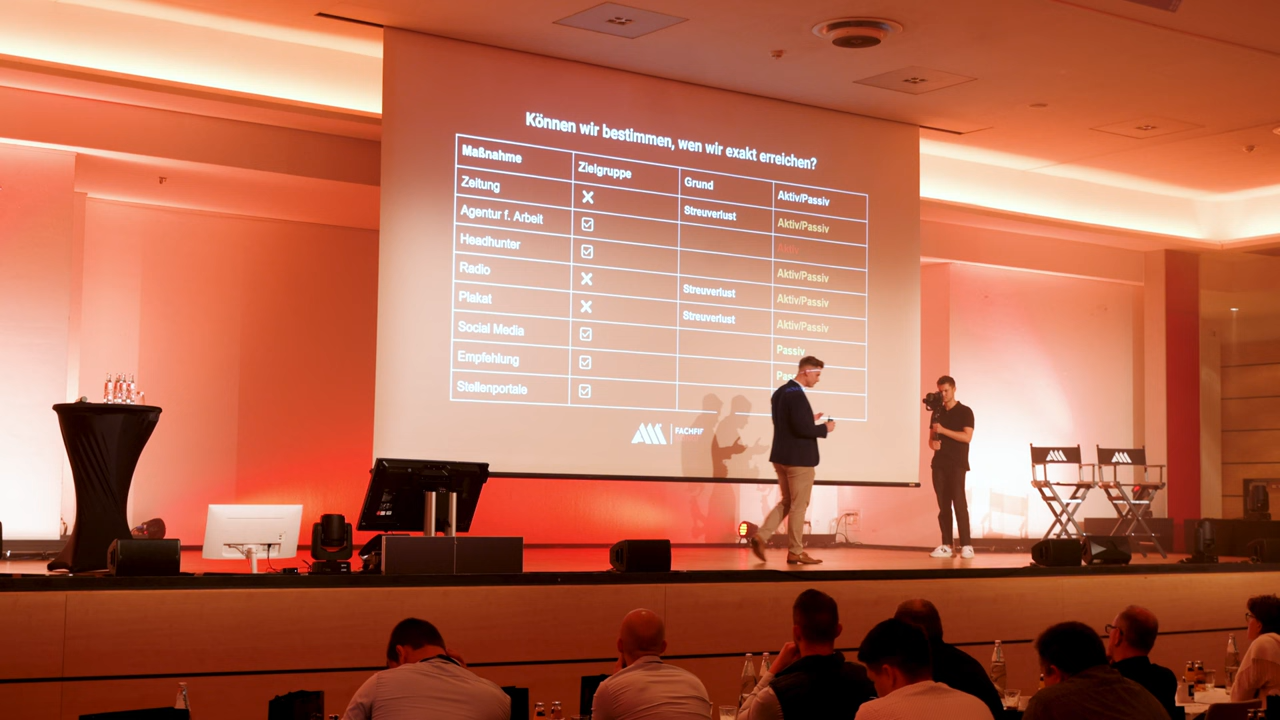 Können wir bestimmen, wen wir exakt erreichen?
Maßnahme Zielgruppe Grund Aktiv/Passiv
Zeitung Streuverlust Aktiv/Passiv
Agentur f. Arbeit Aktiv
Headhunter Aktiv/Passiv
Radio Streuverlust Aktiv/Passiv
Plakat Streuverlust Aktiv/Passiv
Social Media Passiv
Empfehlung
Stellenportale